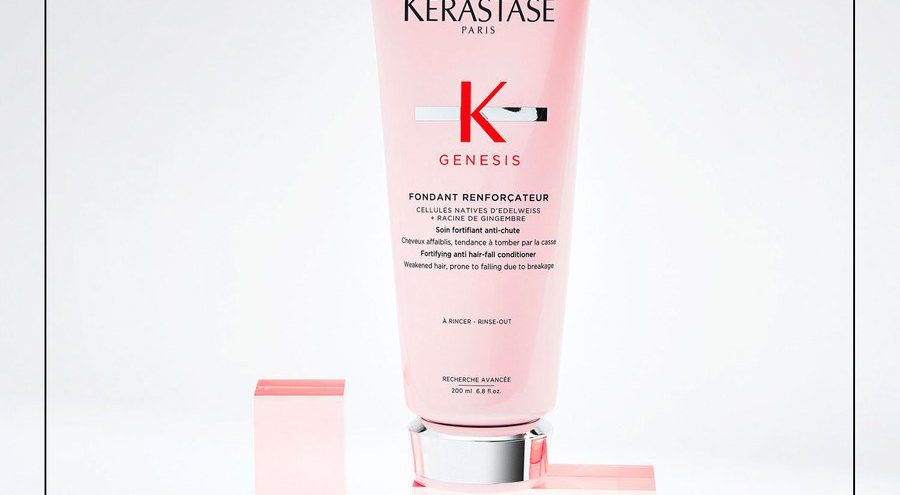 KÉRASTASE
PARIS
K
GENESIS
FONDANT RENFORÇATEUR
CELLULES NATIVES D'EDELWEISS
+ RACINE DE GINGEMBRE
Soin fortifiant anti-chute
Cheveux affaiblis, tendance à tomber par la casse
Fortifying anti hair-fall conditioner
Weakened hair, prone to falling due to breakage
À RINCER - RINSE-OUT
RECHERCHE AVANCÉE
200 ml 6.8 fl.oz.